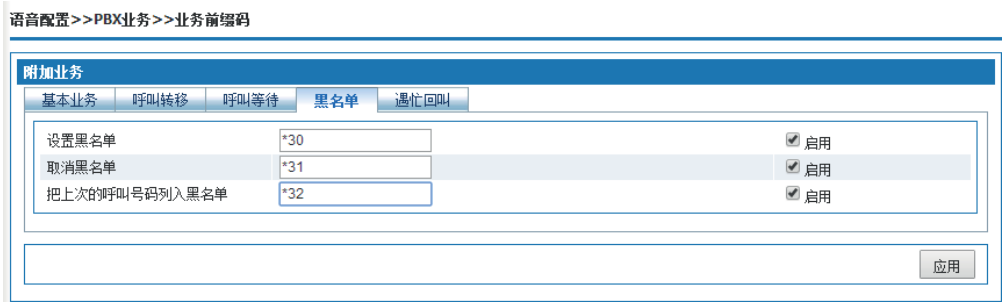 语音配置>>PBX业务>>业务前缀码
附加业务
基本业务 呼叫转移 呼叫等待 黑名单 遇忙回叫
设置黑名单 *30 启用
取消黑名单 *31 启用
把上次的呼叫号码列入黑名单 *32 启用
应用